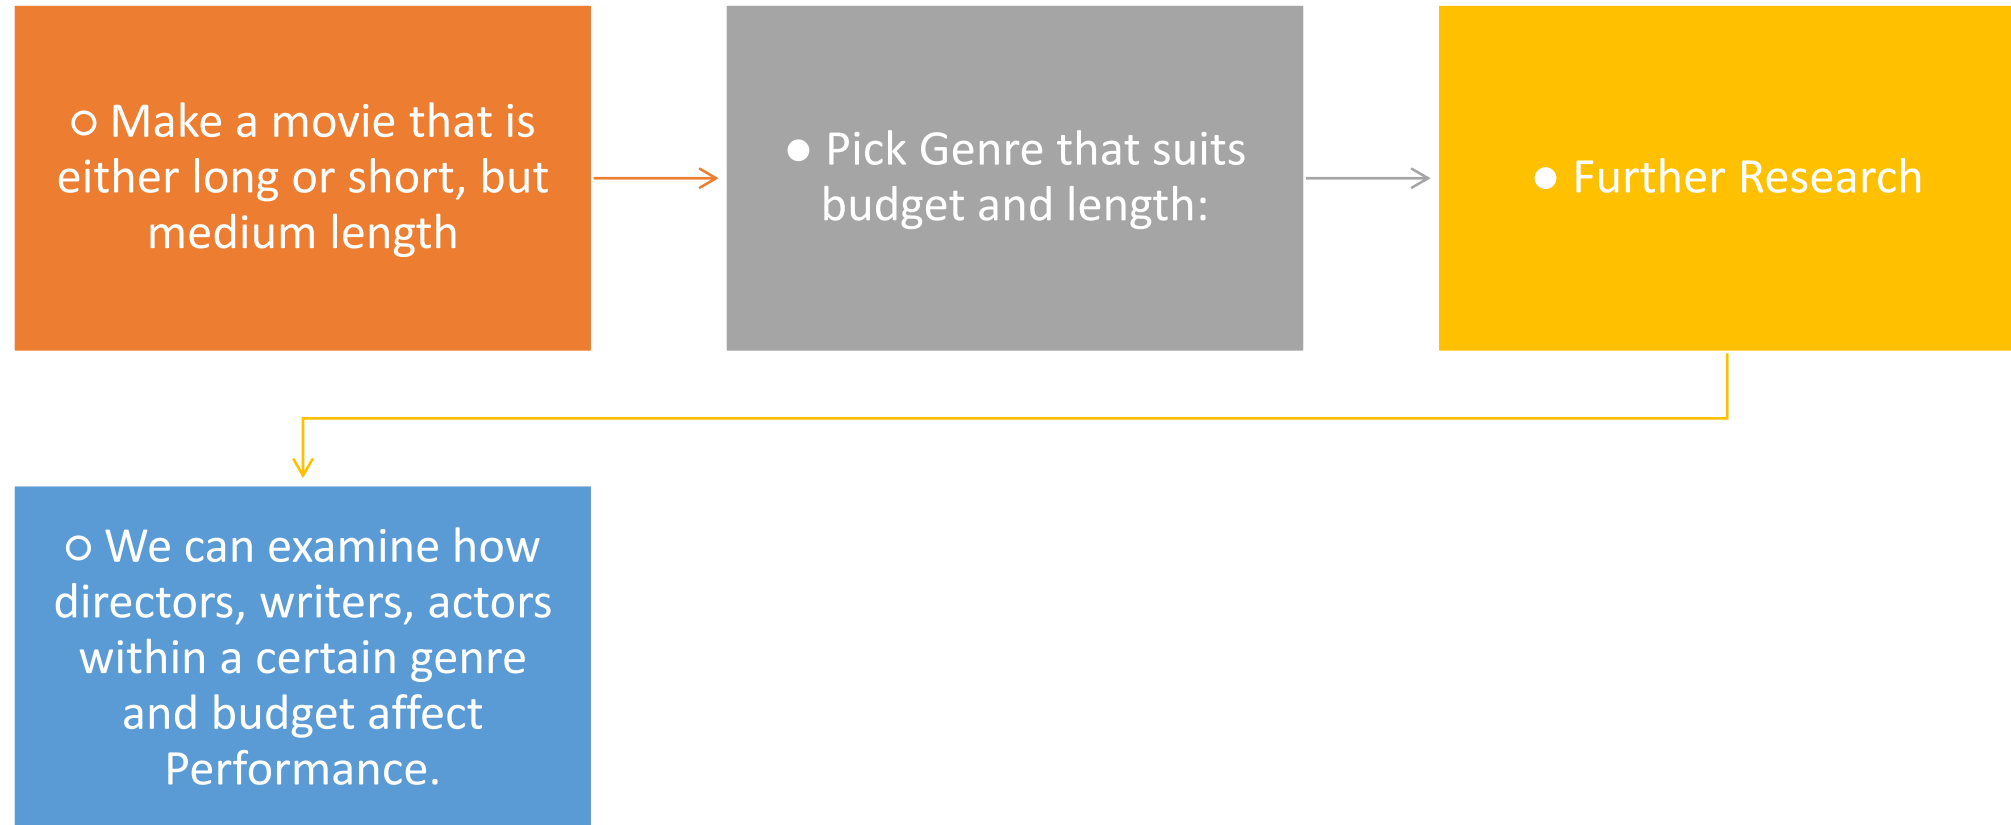 ○ Make a movie that is
either long or short, but
medium length
● Pick Genre that suits
budget and length:
● Further Research
○ We can examine how
directors, writers, actors
within a certain genre
and budget affect
Performance.